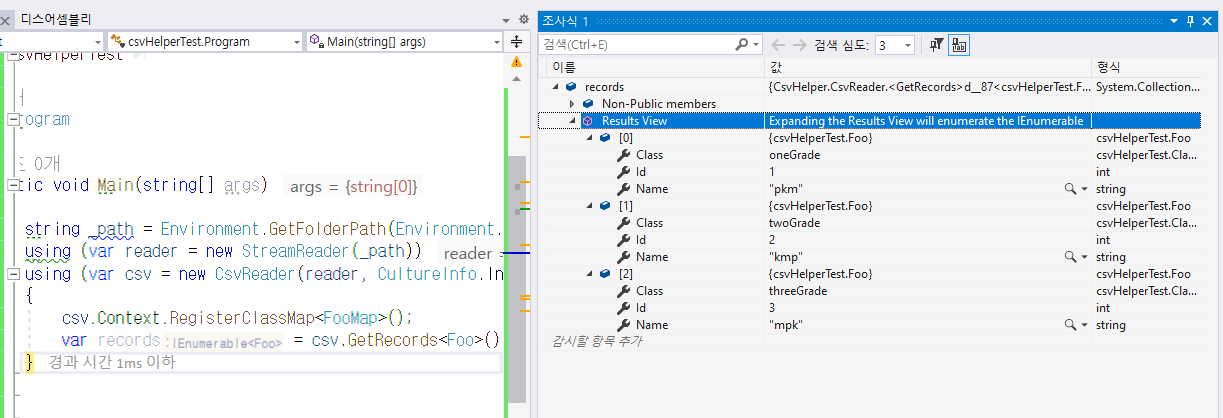 디스어셈블리
csvHelperTest.Program
Main(string[] args)
svHelperTest
rogram
0개
tic void Main(string[] args) args = {string[0]}
string _path = Environment.GetFolderPath(Environment.
using (var reader = new StreamReader(_path)) reader =
using (var csv = new CsvReader(reader, CultureInfo.In
{
csv.Context.RegisterClassMap<FooMap>();
var records:IEnumerable<Foo> = csv.GetRecords<Foo>()
} 경과 시간 1ms 이하
조사식 1
검색(Ctrl+E)
검색 심도: 3
이름 값 형식
records {CsvHelper.CsvReader.<GetRecords>d__87<csvHelperTest.F... System.Collection...
Non-Public members
Results View Expanding the Results View will enumerate the IEnumerable
[0] {csvHelperTest.Foo} csvHelperTest.Foo
Class oneGrade csvHelperTest.Cla...
Id 1 int
Name "pkm" string
[1] {csvHelperTest.Foo} csvHelperTest.Foo
Class twoGrade csvHelperTest.Cla...
Id 2 int
Name "kmp" string
[2] {csvHelperTest.Foo} csvHelperTest.Foo
Class threeGrade csvHelperTest.Cla...
Id 3 int
Name "mpk" string
감시할 항목 추가